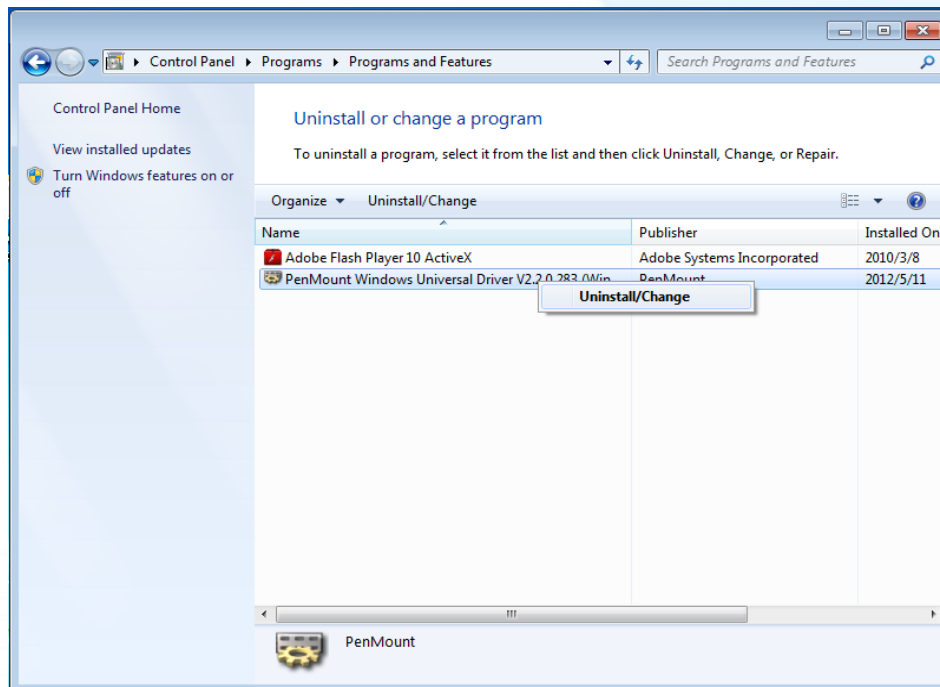 Control Panel Programs Programs and Features Search Programs and Features
Control Panel Home
View installed updates
Turn Windows features on or
off
Uninstall or change a program
To uninstall a program, select it from the list and then click Uninstall, Change, or Repair.
Organize Uninstall/Change
Name Publisher Installed On
Adobe Flash Player 10 ActiveX Adobe Systems Incorporated 2010/3/8
PenMount Windows Universal Driver V2.2.0.283 (Win PenMount 2012/5/11
Uninstall/Change
PenMount